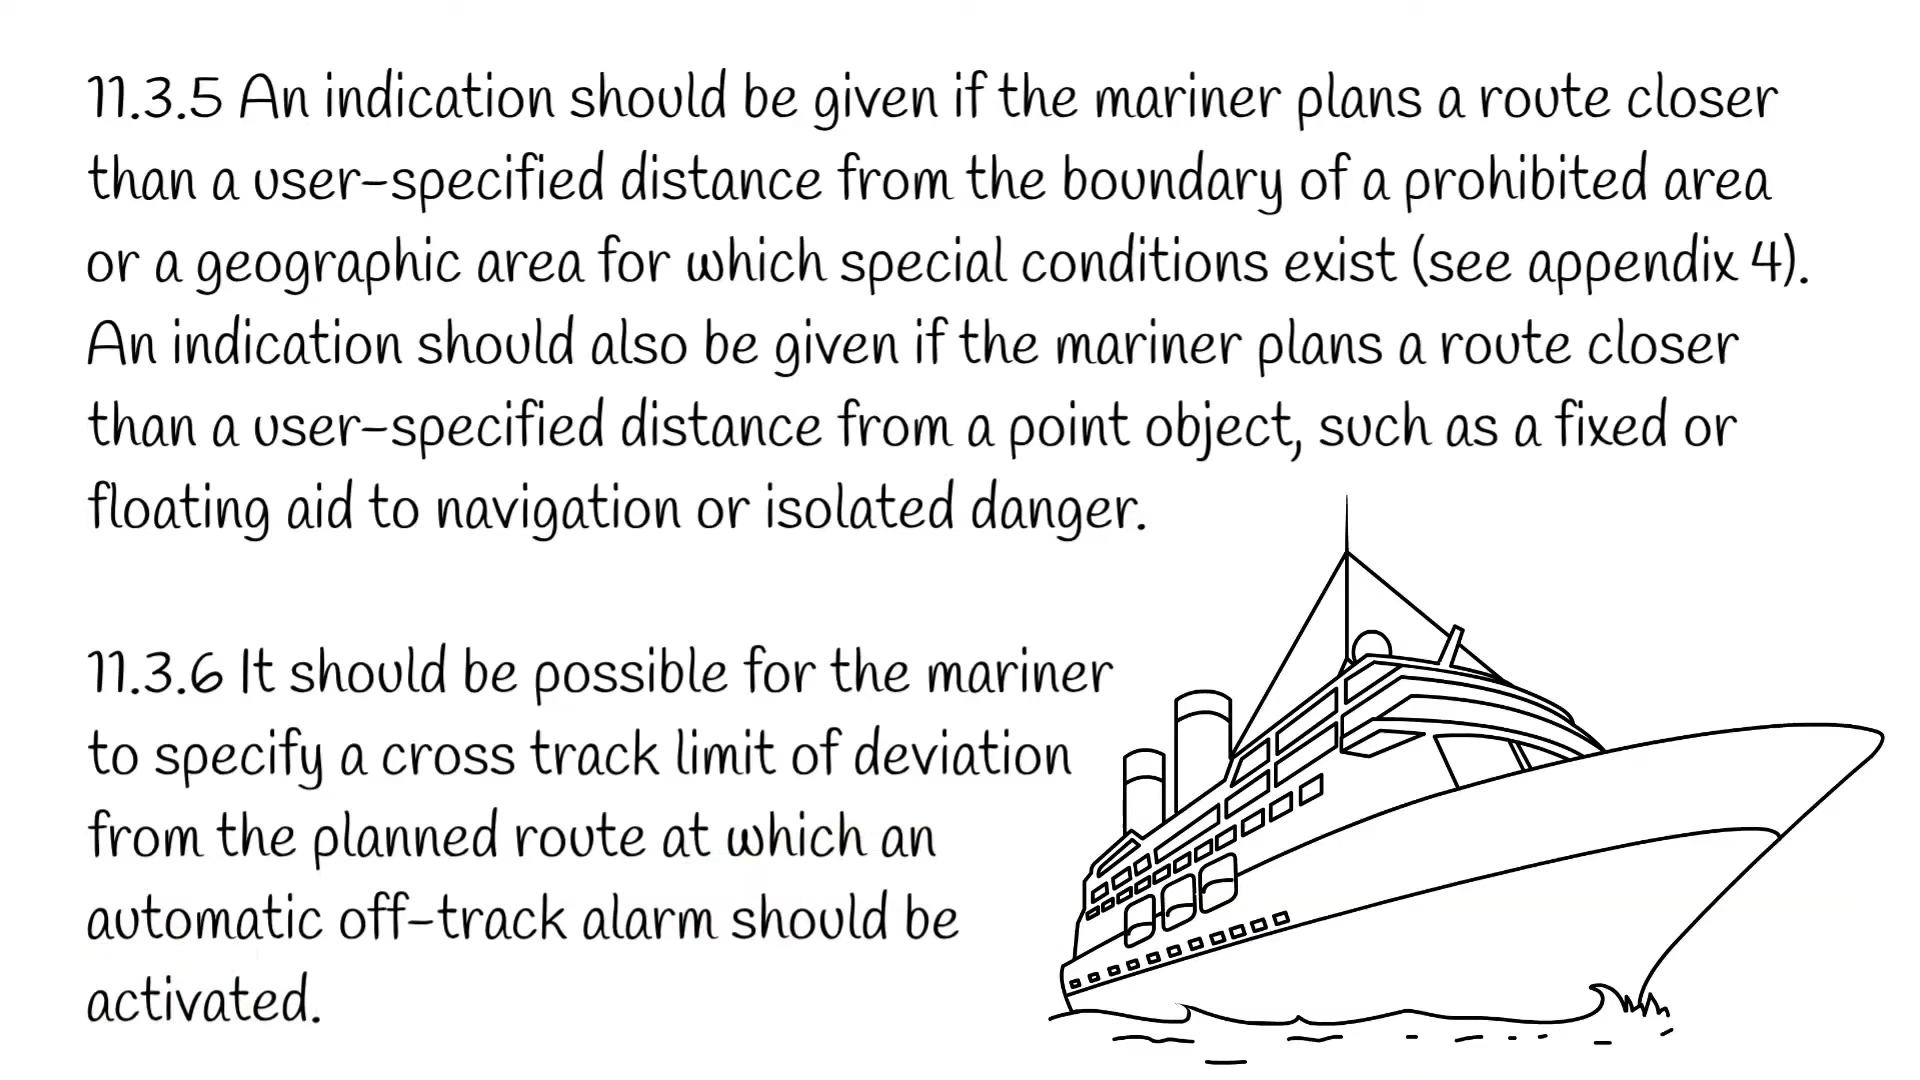 11.3.5 An indication should be given if the mariner plans a route closer
than a user-specified distance from the boundary of a prohibited area
or a geographic area for which special conditions exist (see appendix 4).
An indication should also be given if the mariner plans a route closer
than a user-specified distance from a point object, such as a fixed or
floating aid to navigation or isolated danger.
11.3.6 It should be possible for the mariner
to specify a cross track limit of deviation
from the planned route at which an
automatic off-track alarm should be
activated.